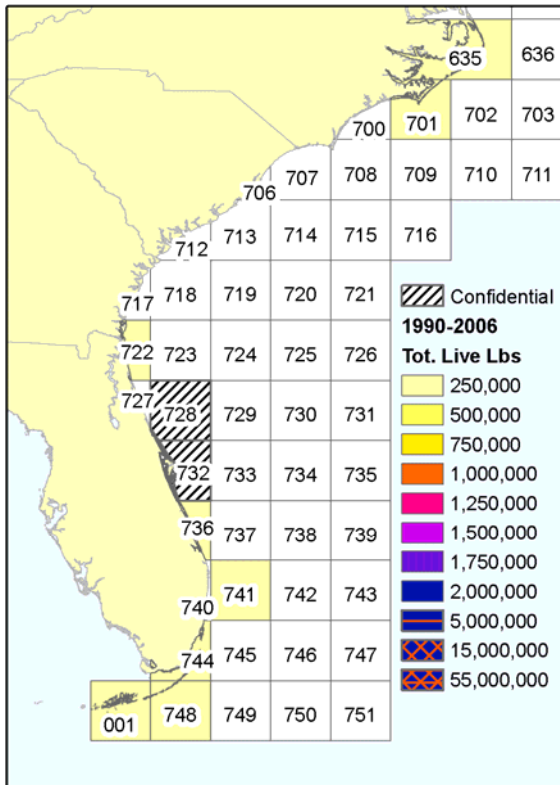 635 636
700 701 702 703
706 707 708 709 710 711
712 713 714 715 716
717 718 719 720 721
722 723 724 725 726
727 728 729 730 731
732 733 734 735
736 737 738 739
740 741 742 743
744 745 746 747
001 748 749 750 751
Confidential
1990-2006
Tot. Live Lbs
250,000
500,000
750,000
1,000,000
1,250,000
1,500,000
1,750,000
2,000,000
5,000,000
15,000,000
55,000,000